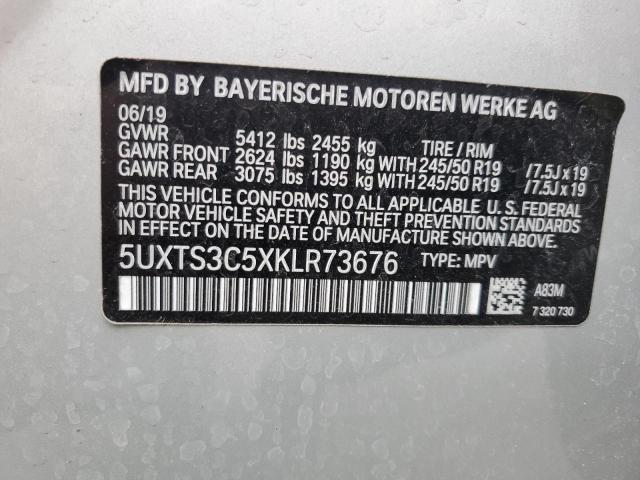 MFD BY BAYERISCHE MOTOREN WERKE AG
06/19
GVWR 5412 lbs 2455 kg TIRE / RIM
GAWR FRONT 2624 lbs 1190 kg WITH 245/50 R19 /7.5J x 19
GAWR REAR 3075 lbs 1395 kg WITH 245/50 R19 /7.5J x 19
THIS VEHICLE CONFORMS TO ALL APPLICABLE U. S. FEDERAL
MOTOR VEHICLE SAFETY AND THEFT PREVENTION STANDARDS
IN EFFECT ON THE DATE OF MANUFACTURE SHOWN ABOVE.
5UXTS3C5XKLR73676 TYPE: MPV
A83M
7 320 730